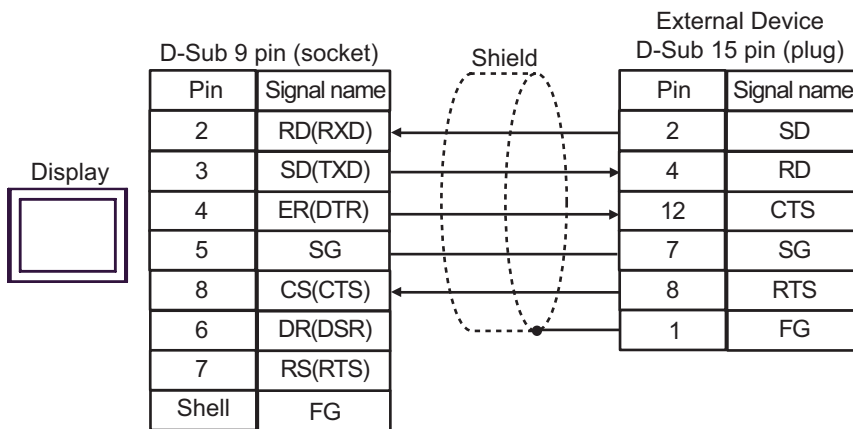 External Device
D-Sub 9 pin (socket) Shield D-Sub 15 pin (plug)
Pin Signal name Pin Signal name
2 RD(RXD) 2 SD
Display 3 SD(TXD) 4 RD
4 ER(DTR) 12 CTS
5 SG 7 SG
8 CS(CTS) 8 RTS
6 DR(DSR) 1 FG
7 RS(RTS)
Shell FG